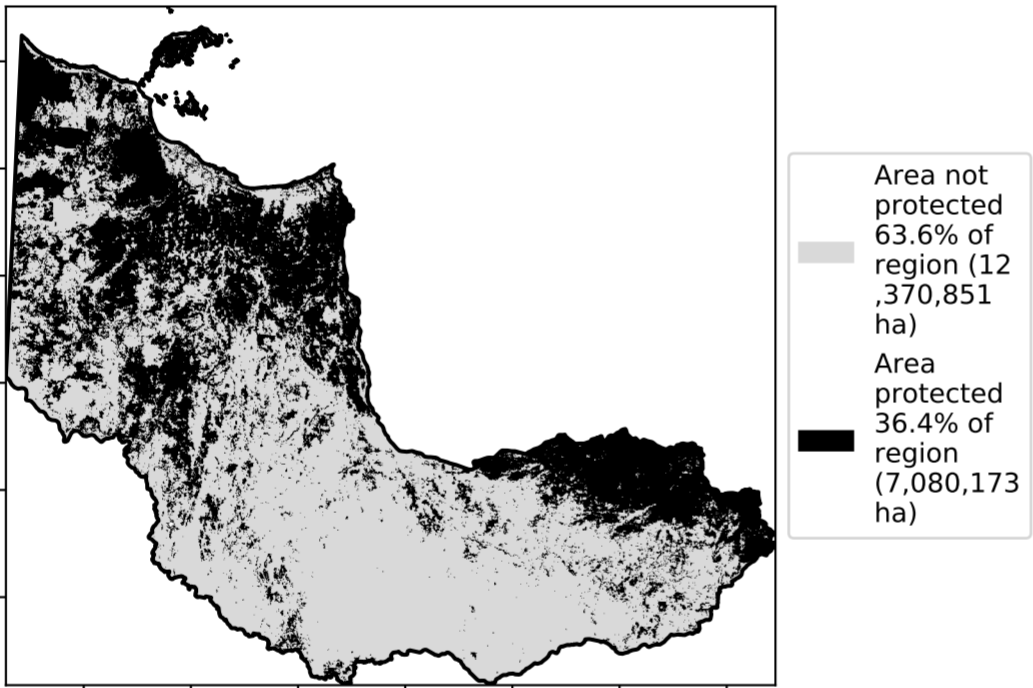 Area not
protected
63.6% of
region (12
,370,851
ha)
Area
protected
36.4% of
region
(7,080,173
ha)